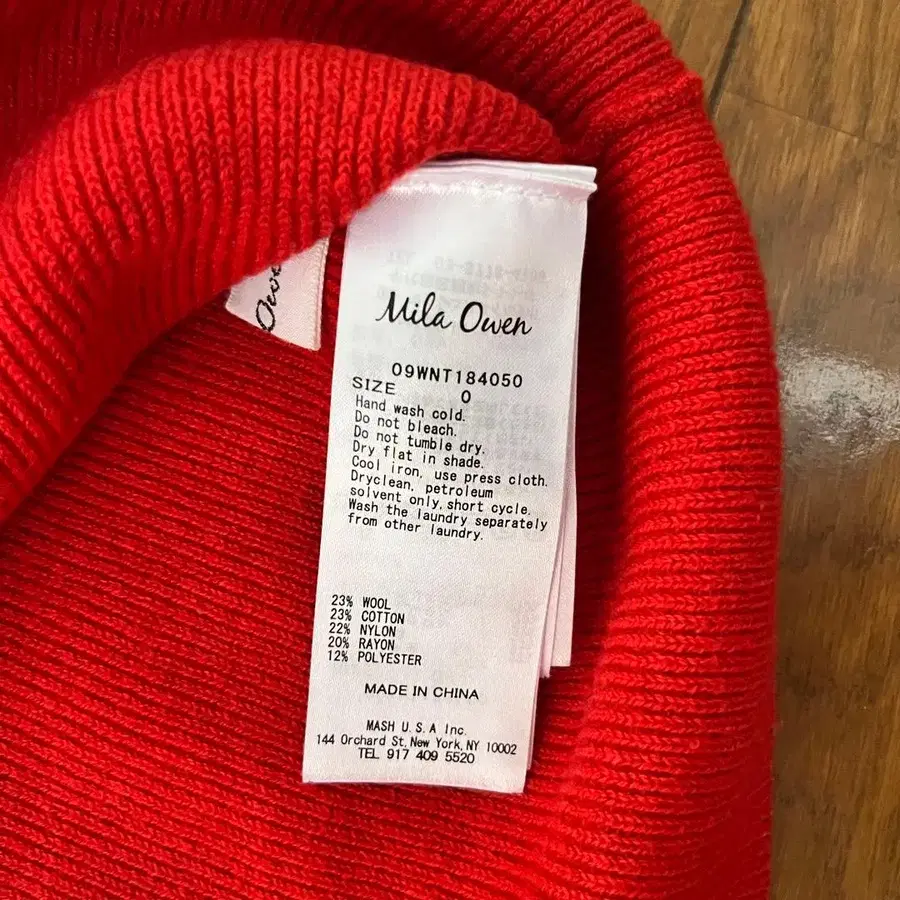 Mila Owen
09WNT184050
SIZE 0
Hand wash cold.
Do not bleach.
Do not tumble dry.
Dry flat in shade.
Cool iron, use press cloth.
Dryclean, petroleum
solvent only, short cycle.
Wash the laundry separately
from other laundry.
23% WOOL
23% COTTON
22% NYLON
20% RAYON
12% POLYESTER
MADE IN CHINA
MASH U.S.A Inc.
144 Orchard St, New York, NY 10002
TEL 917 409 5520